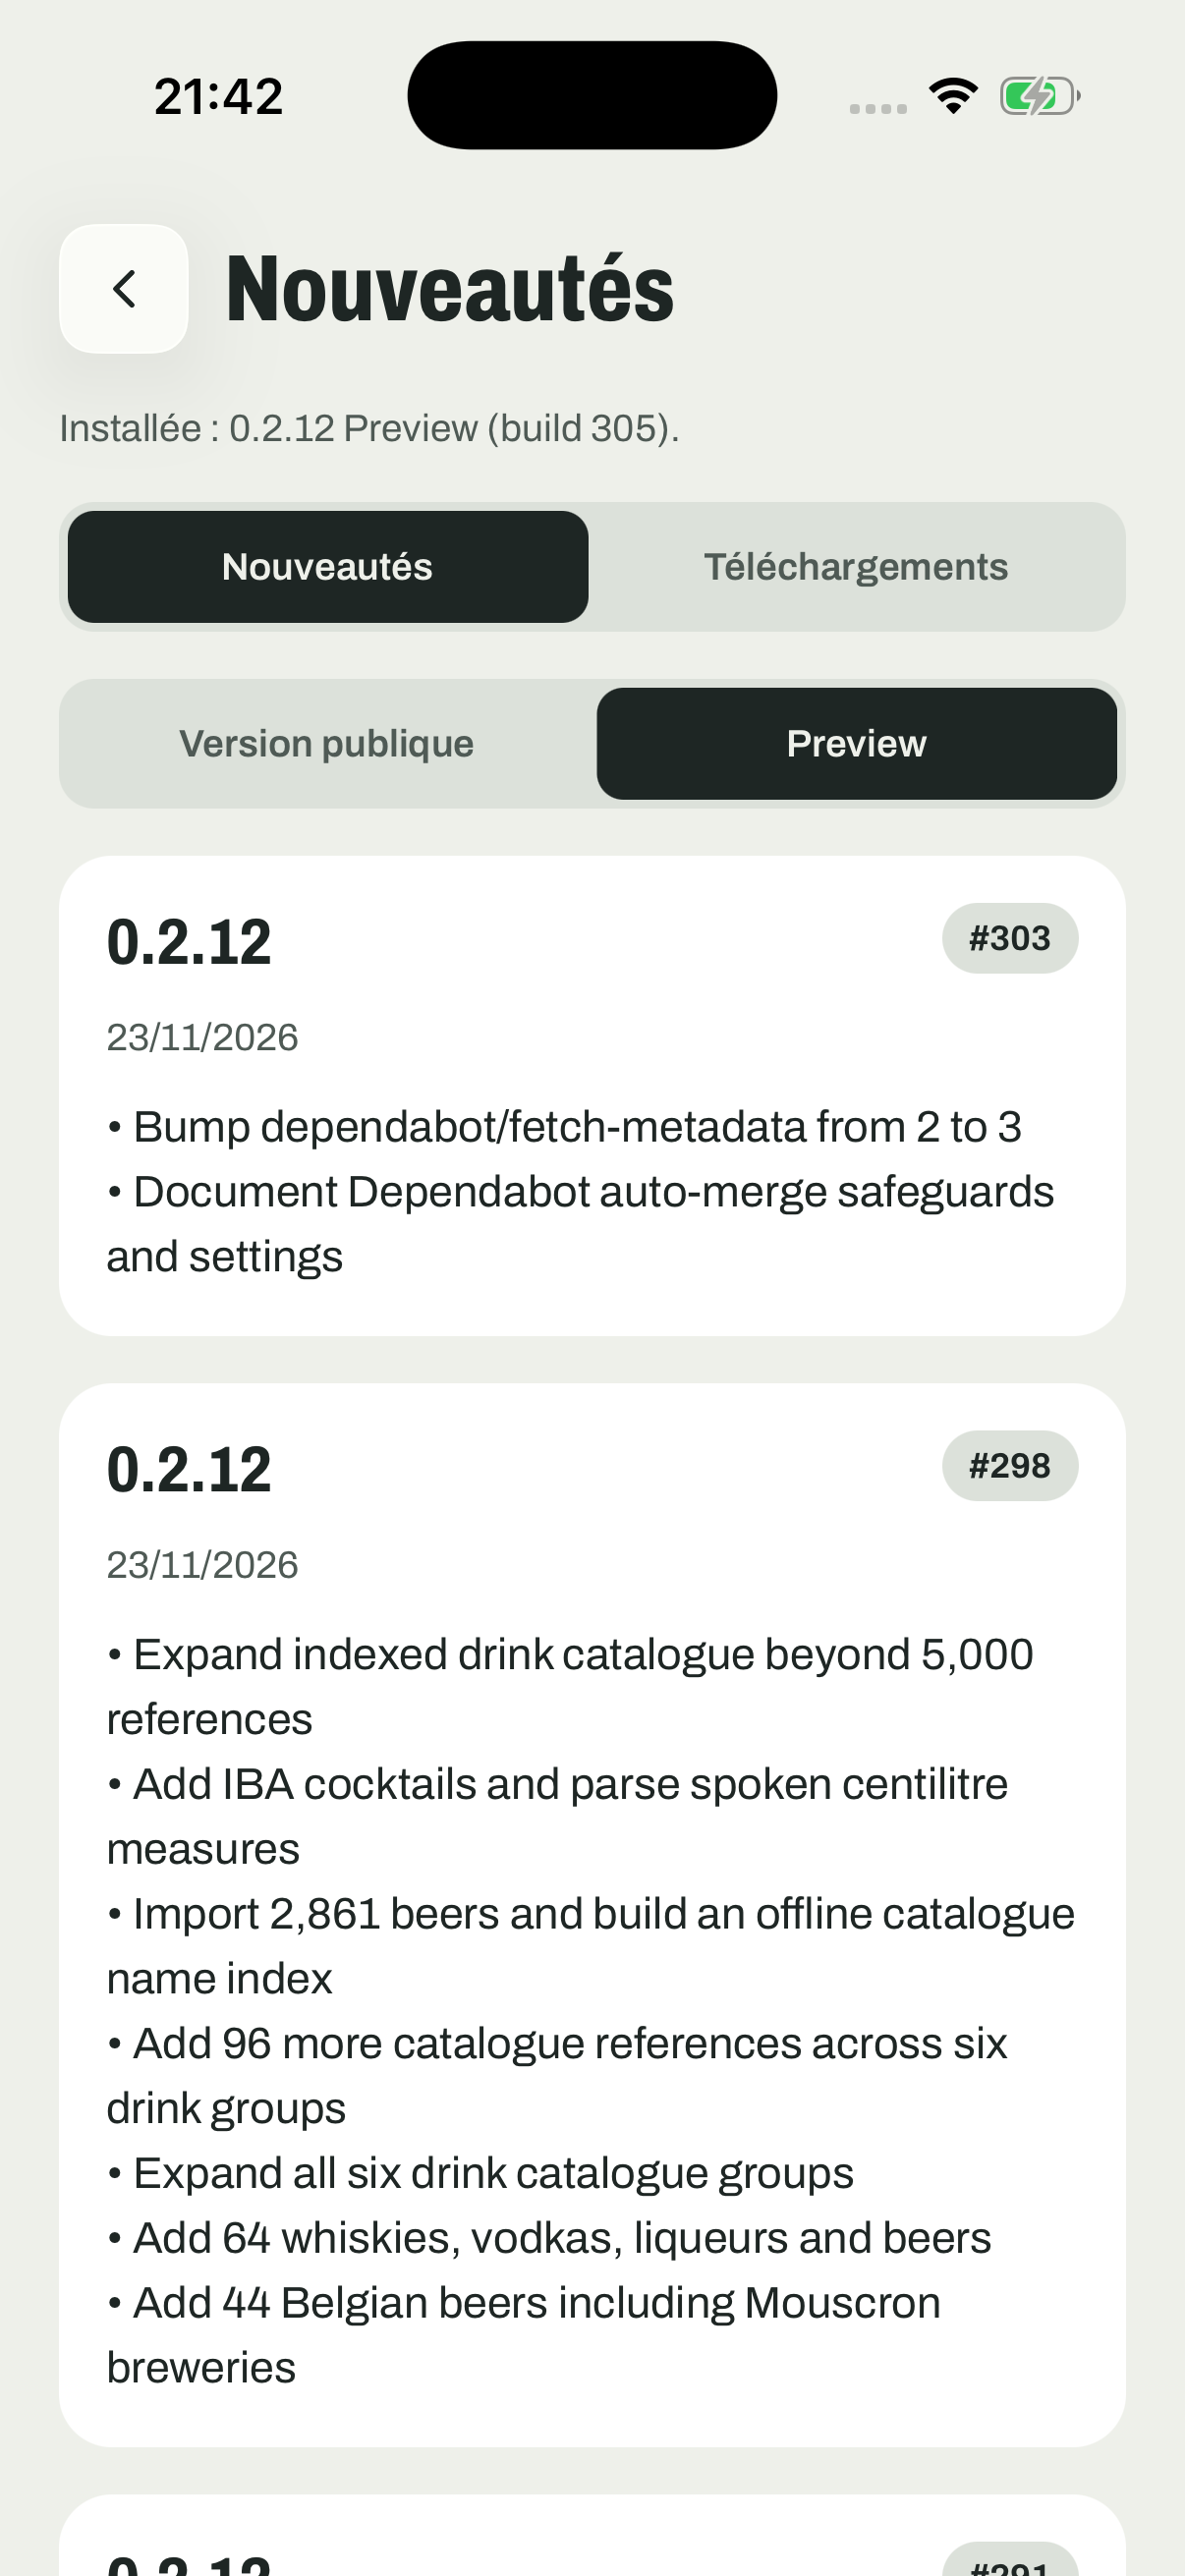 21:42
Nouveautés
Installée : 0.2.12 Preview (build 305).
Nouveautés
Téléchargements
Version publique
Preview
0.2.12
#303
23/11/2026
• Bump dependabot/fetch-metadata from 2 to 3
• Document Dependabot auto-merge safeguards
and settings
0.2.12
#298
23/11/2026
• Expand indexed drink catalogue beyond 5,000
references
• Add IBA cocktails and parse spoken centilitre
measures
• Import 2,861 beers and build an offline catalogue
name index
• Add 96 more catalogue references across six
drink groups
• Expand all six drink catalogue groups
• Add 64 whiskies, vodkas, liqueurs and beers
• Add 44 Belgian beers including Mouscron
breweries
0.2.12
#291